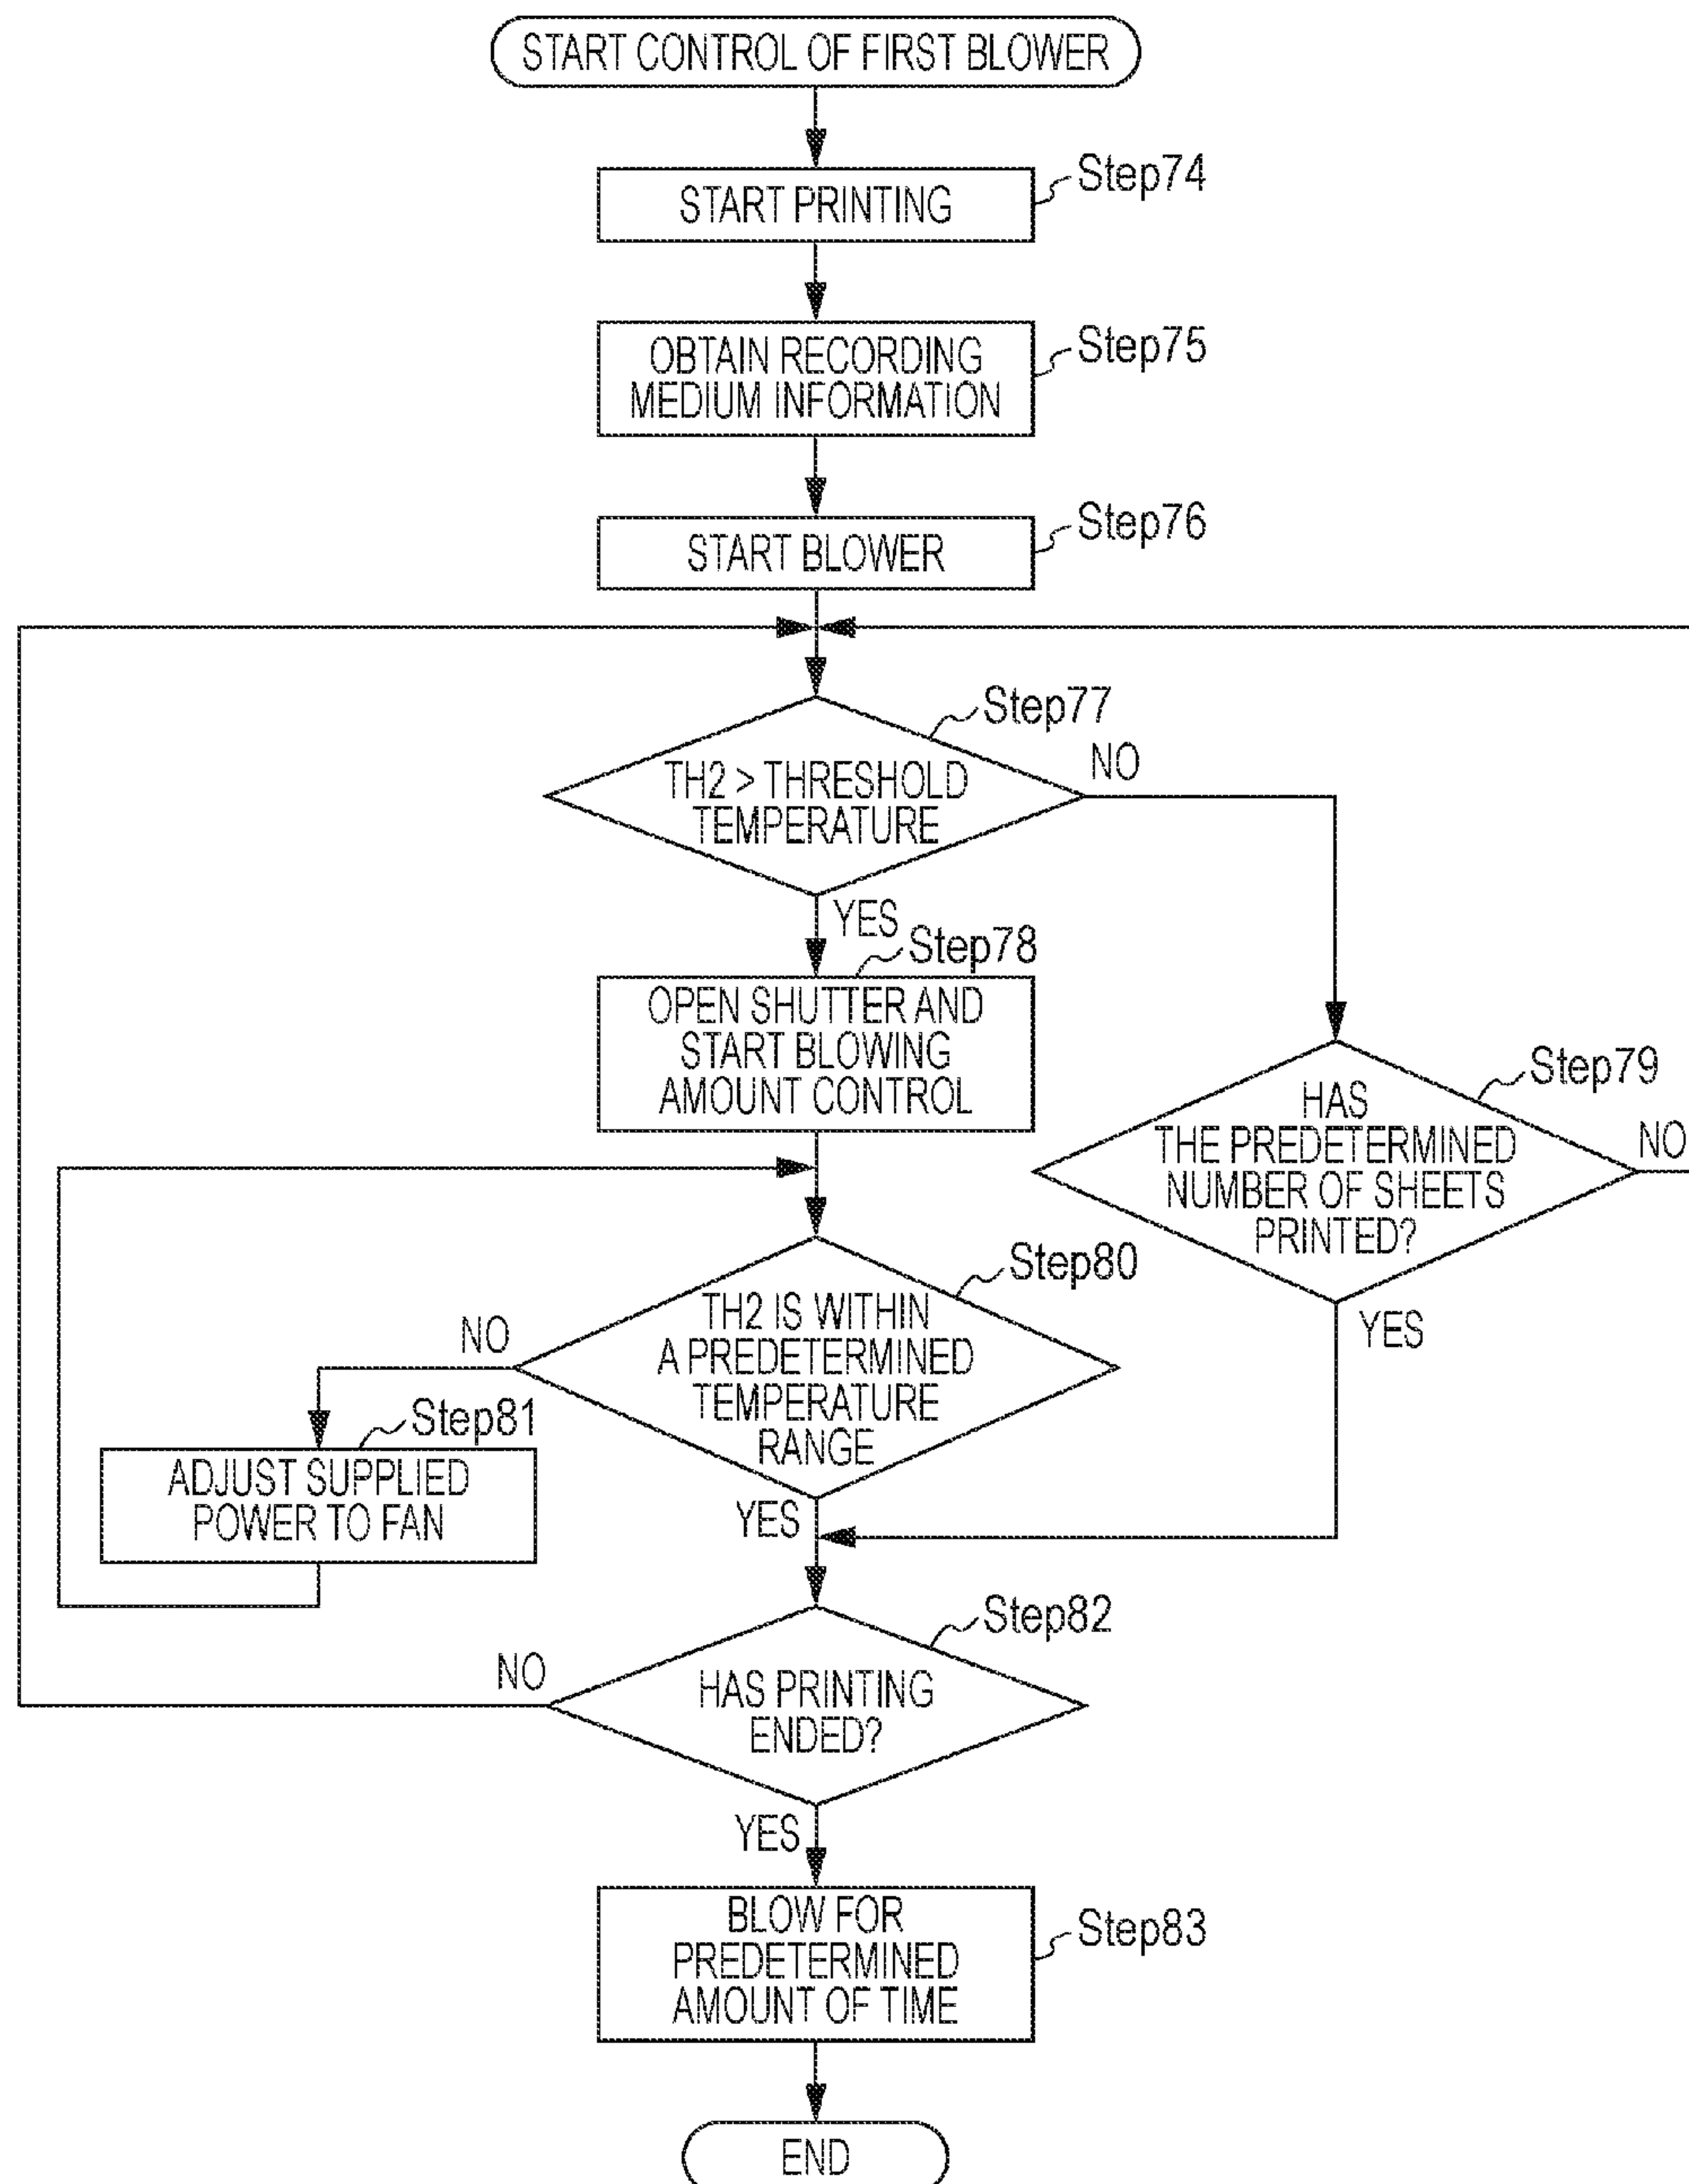 START CONTROL OF FIRST BLOWER
Step74
START PRINTING
Step75
OBTAIN RECORDING
MEDIUM INFORMATION
Step76
START BLOWER
Step77
TH2 > THRESHOLD
TEMPERATURE
NO
YES
Step78
OPEN SHUTTER AND
START BLOWING
AMOUNT CONTROL
Step79
HAS
THE PREDETERMINED
NUMBER OF SHEETS
PRINTED?
NO
YES
Step80
TH2 IS WITHIN
A PREDETERMINED
TEMPERATURE
RANGE
NO
Step81
ADJUST SUPPLIED
POWER TO FAN
YES
Step82
HAS PRINTING
ENDED?
NO
YES
Step83
BLOW FOR
PREDETERMINED
AMOUNT OF TIME
END